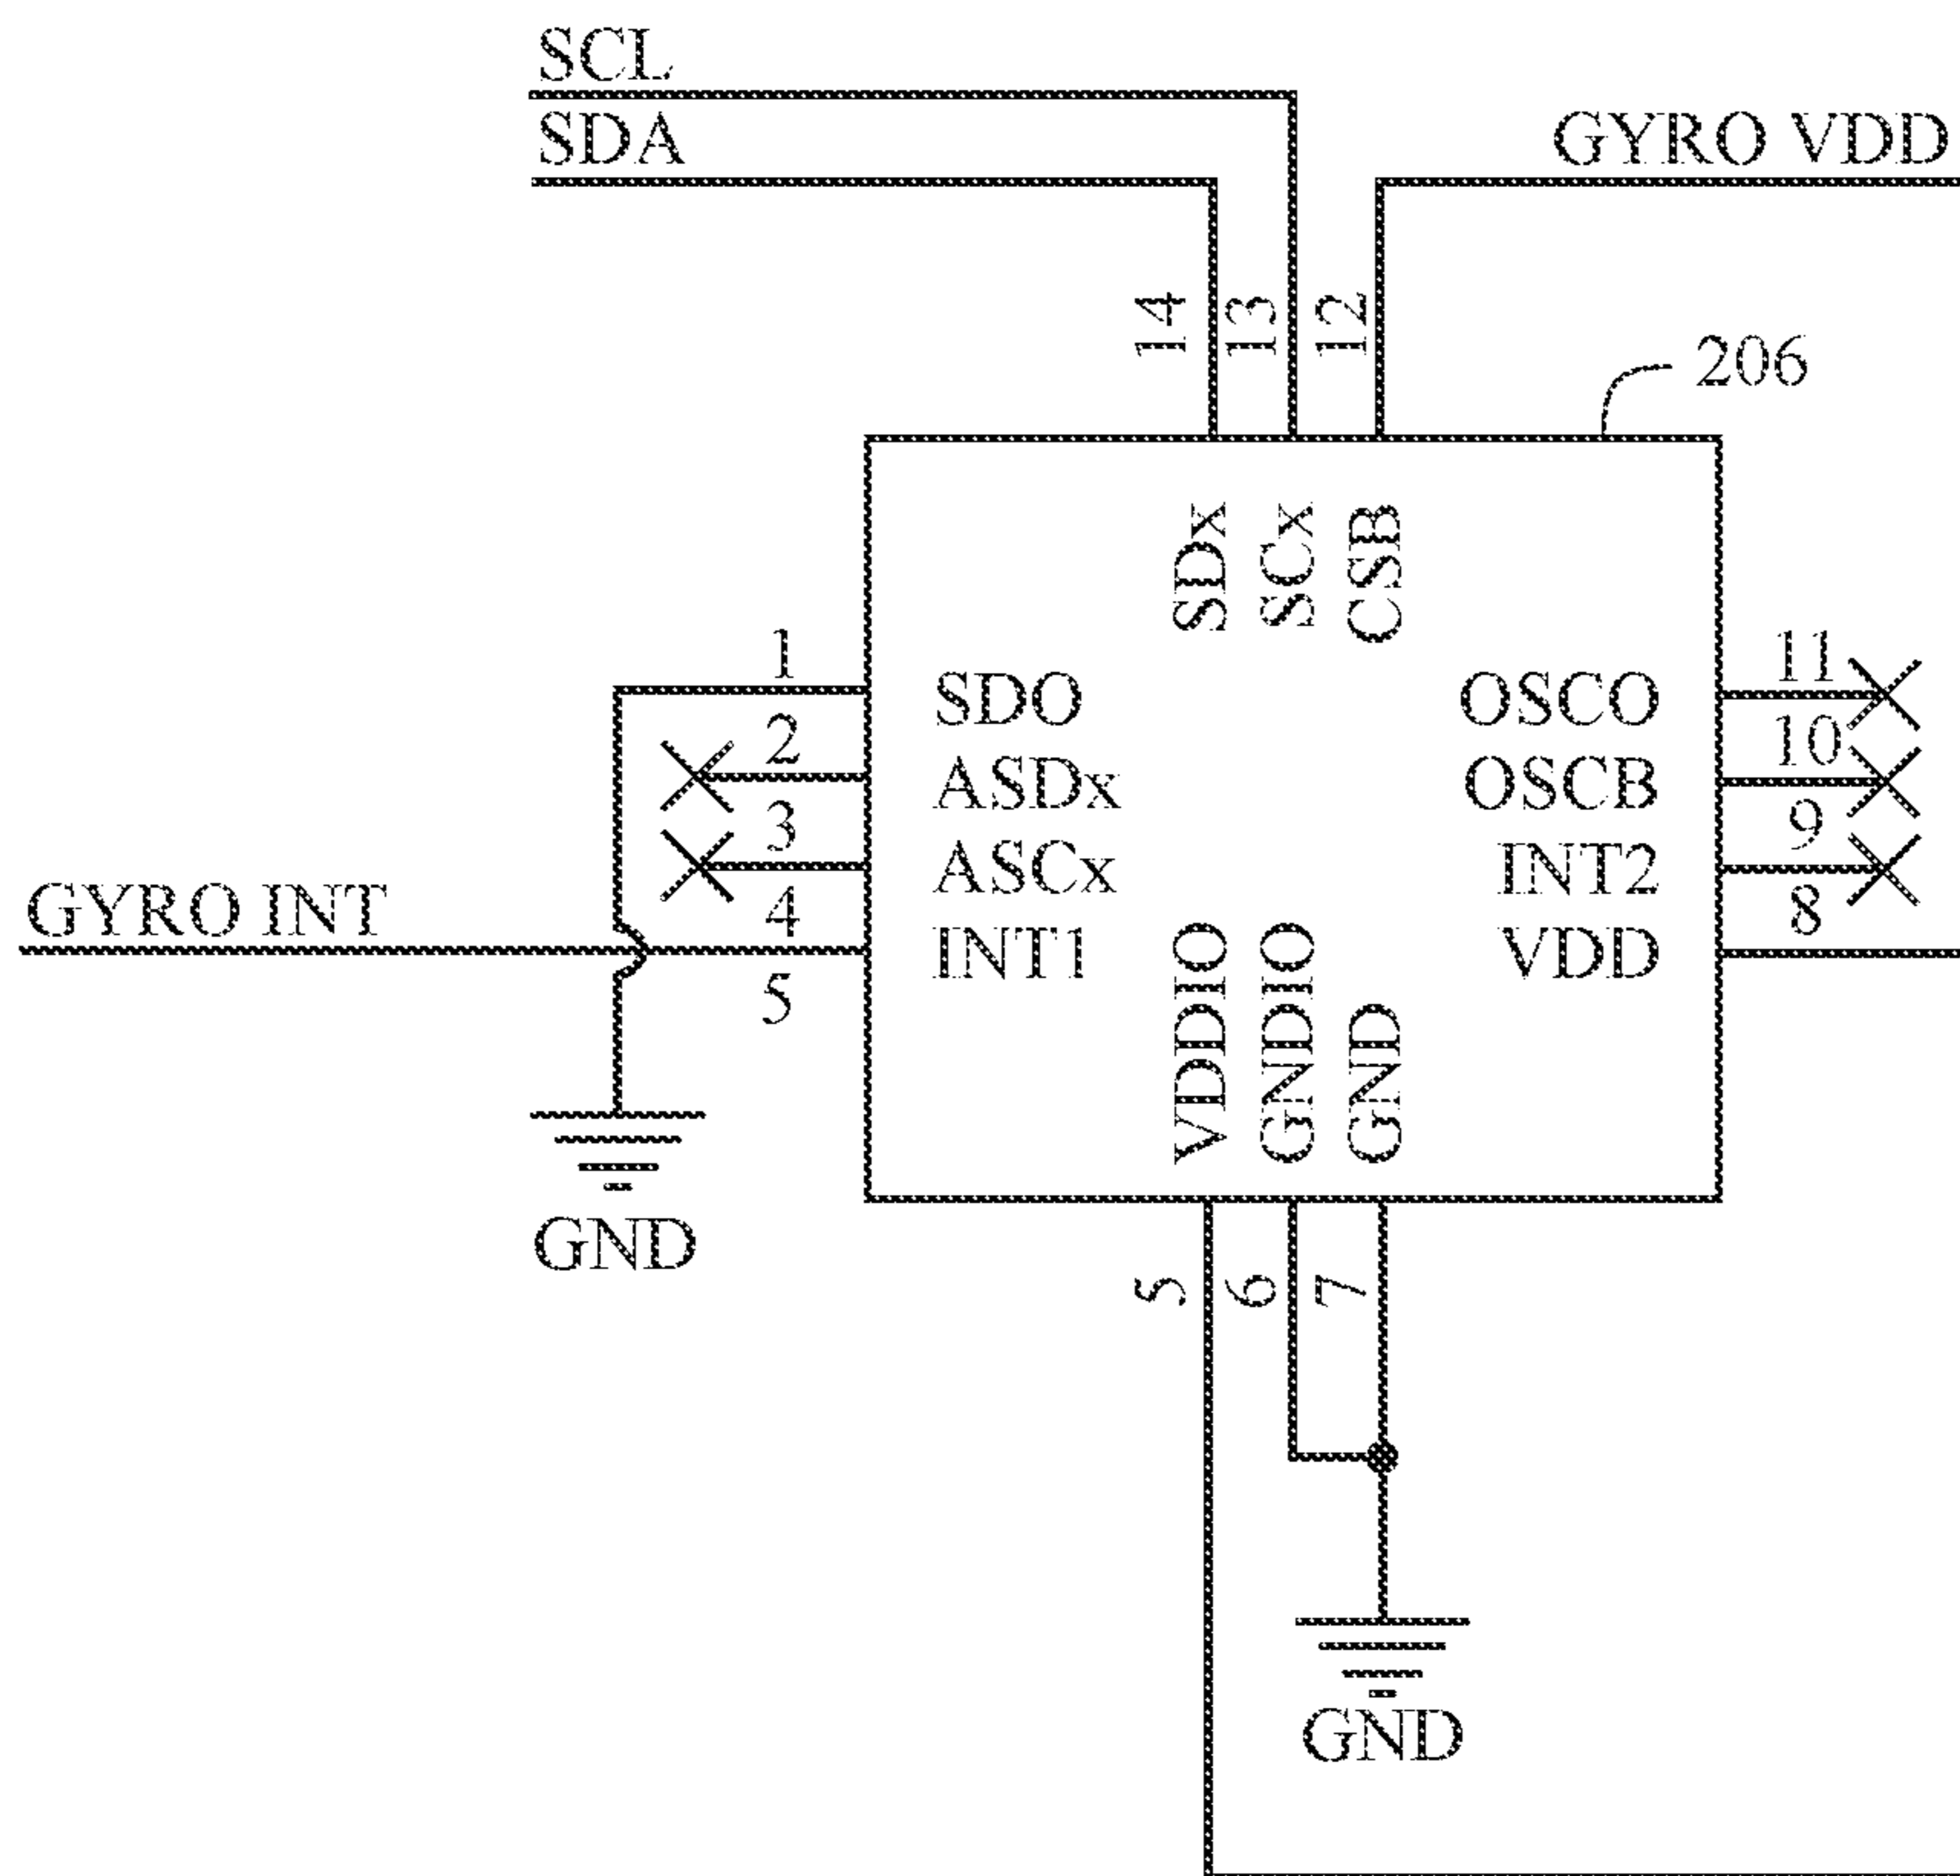 SCL
SDA
GYRO VDD
14
13
12
206
SDx
SCx
CSB
1
SDO
OSCO
11
2
ASDx
OSCB
10
3
ASCx
INT2
9
GYRO INT
4
INT1
VDD
8
5
VDDIO
GNDIO
GND
GND
5
6
7
GND